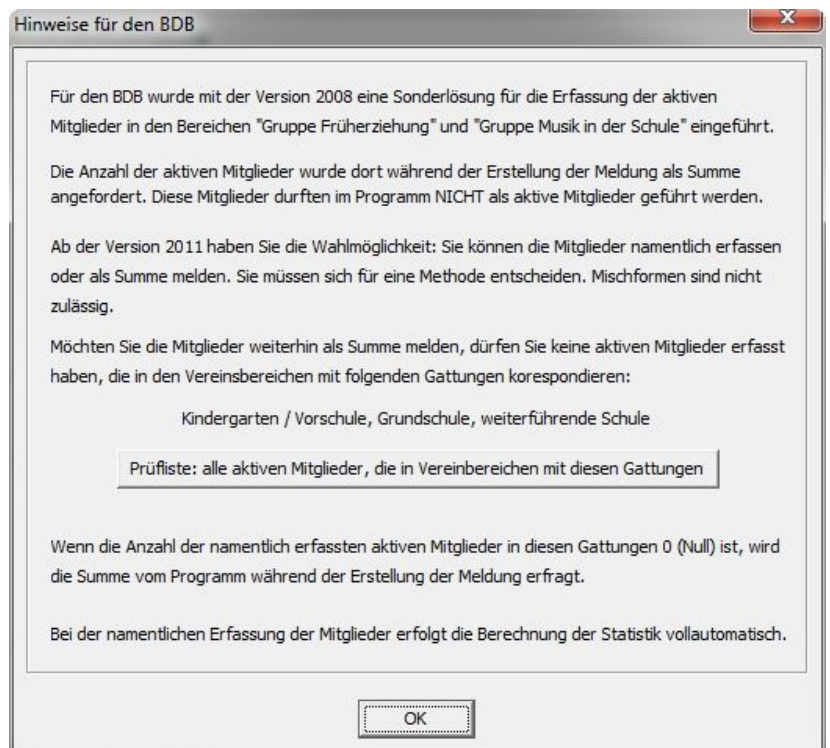 Hinweise für den BDB
Für den BDB wurde mit der Version 2008 eine Sonderlösung für die Erfassung der aktiven
Mitglieder in den Bereichen "Gruppe Früherziehung" und "Gruppe Musik in der Schule" eingeführt.
Die Anzahl der aktiven Mitglieder wurde dort während der Erstellung der Meldung als Summe
angefordert. Diese Mitglieder durften im Programm NICHT als aktive Mitglieder geführt werden.
Ab der Version 2011 haben Sie die Wahlmöglichkeit: Sie können die Mitglieder namentlich erfassen
oder als Summe melden. Sie müssen sich für eine Methode entscheiden. Mischformen sind nicht
zulässig.
Möchten Sie die Mitglieder weiterhin als Summe melden, dürfen Sie keine aktiven Mitglieder erfasst
haben, die in den Vereinsbereichen mit folgenden Gattungen korespondieren:
Kindergarten / Vorschule, Grundschule, weiterführende Schule
Prüfliste: alle aktiven Mitglieder, die in Vereinbereichen mit diesen Gattungen
Wenn die Anzahl der namentlich erfassten aktiven Mitglieder in diesen Gattungen 0 (Null) ist, wird
die Summe vom Programm während der Erstellung der Meldung erfragt.
Bei der namentlichen Erfassung der Mitglieder erfolgt die Berechnung der Statistik vollautomatisch.
OK